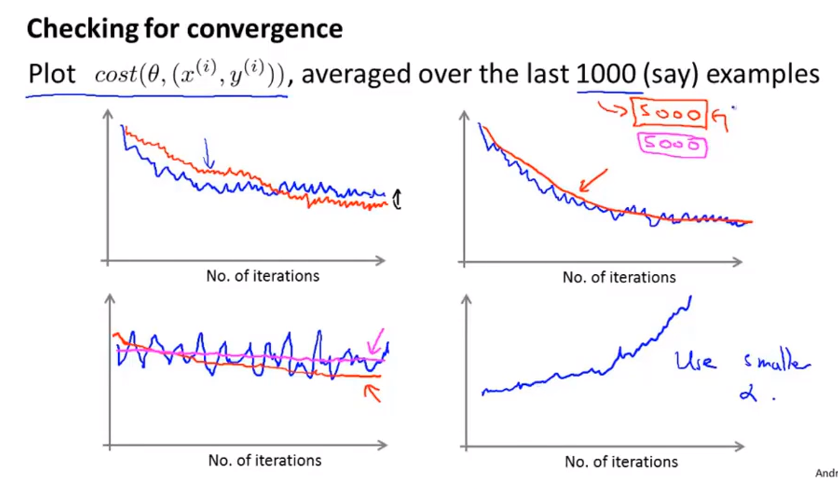 Checking for convergence
Plot cost(θ, (x^{(i)}, y^{(i)})), averaged over the last 1000 (say) examples
5000
5000
No. of iterations
No. of iterations
Use smaller
α.
No. of iterations
No. of iterations
Andr